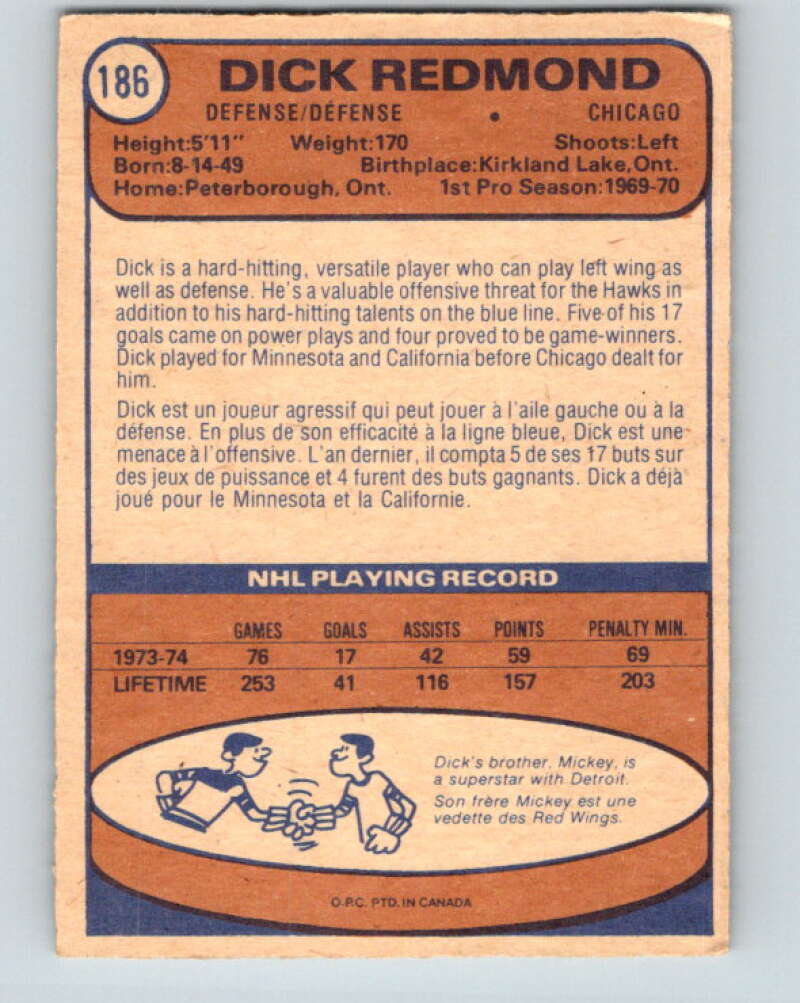 186
DICK REDMOND
DEFENSE/DÉFENSE • CHICAGO
Height:5'11" Weight:170 Shoots:Left
Born:8-14-49 Birthplace:Kirkland Lake,Ont.
Home:Peterborough, Ont. 1st Pro Season:1969-70
Dick is a hard-hitting, versatile player who can play left wing as
well as defense. He's a valuable offensive threat for the Hawks in
addition to his hard-hitting talents on the blue line. Five of his 17
goals came on power plays and four proved to be game-winners.
Dick played for Minnesota and California before Chicago dealt for
him.
Dick est un joueur agressif qui peut jouer à l'aile gauche ou à la
défense. En plus de son efficacité à la ligne bleue, Dick est une
menace à l'offensive. L'an dernier, il compta 5 de ses 17 buts sur
des jeux de puissance et 4 furent des buts gagnants. Dick a déjà
joué pour le Minnesota et la Californie.
NHL PLAYING RECORD
GAMES GOALS ASSISTS POINTS PENALTY MIN.
1973-74 76 17 42 59 69
LIFETIME 253 41 116 157 203
Dick's brother, Mickey, is
a superstar with Detroit.
Son frère Mickey est une
vedette des Red Wings.
O.P.C. PTD. IN CANADA